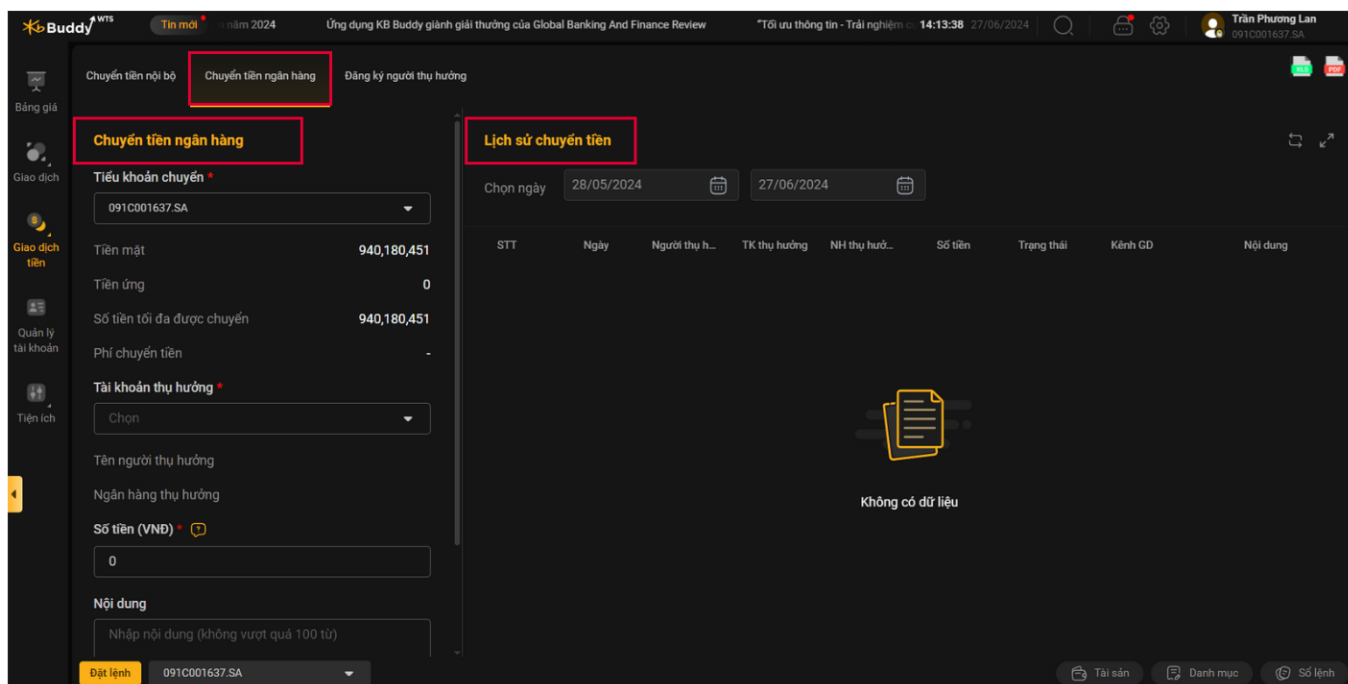 KB Buddy WTS
Tin mới năm 2024 Ứng dụng KB Buddy giành giải thưởng của Global Banking And Finance Review "Tối ưu thông tin - Trải nghiệm 14:13:38 27/06/2024
Trần Phương Lan
091C001637.SA
Chuyển tiền nội bộ Chuyển tiền ngân hàng Đăng ký người thụ hưởng
XLS PDF
Bảng giá
Giao dịch
Giao dịch tiền
Quản lý tài khoản
Tiện ích
Chuyển tiền ngân hàng
Tiểu khoản chuyển *
091C001637.SA
Tiền mặt 940,180,451
Tiền ứng 0
Số tiền tối đa được chuyển 940,180,451
Phí chuyển tiền -
Tài khoản thụ hưởng *
Chọn
Tên người thụ hưởng
Ngân hàng thụ hưởng
Số tiền (VNĐ) *
0
Nội dung
Nhập nội dung (không vượt quá 100 từ)
Lịch sử chuyển tiền
Chọn ngày 28/05/2024 27/06/2024
STT Ngày Người thụ h... TK thụ hưởng NH thụ hưở... Số tiền Trạng thái Kênh GD Nội dung
Không có dữ liệu
Đặt lệnh 091C001637.SA Tài sản Danh mục Sổ lệnh